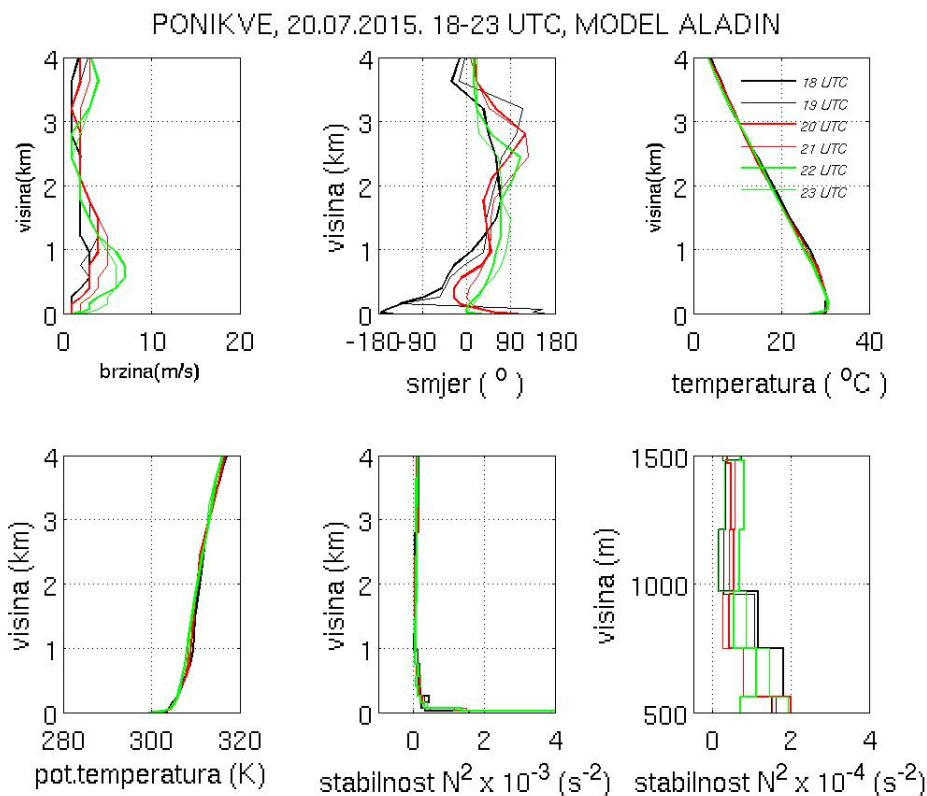 PONIKVE, 20.07.2015. 18-23 UTC, MODEL ALADIN
visina(km)
4
3
2
1
0
0 10 20
brzina(m/s)
visina (km)
4
3
2
1
0
-180 -90 0 90 180
smjer ( ° )
visina(km)
4
3
2
1
0
0 20 40
temperatura ( °C )
18 UTC
19 UTC
20 UTC
21 UTC
22 UTC
23 UTC
visina (km)
4
3
2
1
0
280 300 320
pot.temperatura (K)
visina (km)
4
3
2
1
0
0 2 4
stabilnost N² x 10⁻³ (s⁻²)
visina (m)
1500
1000
500
0 2 4
stabilnost N² x 10⁻⁴ (s⁻²)